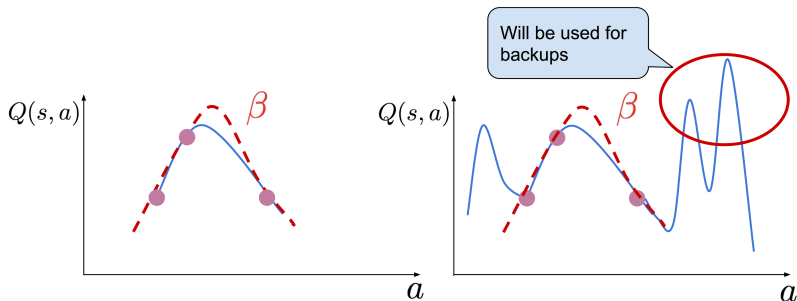 Will be used for
backups
Q(s, a)
β
a
Q(s, a)
β
a